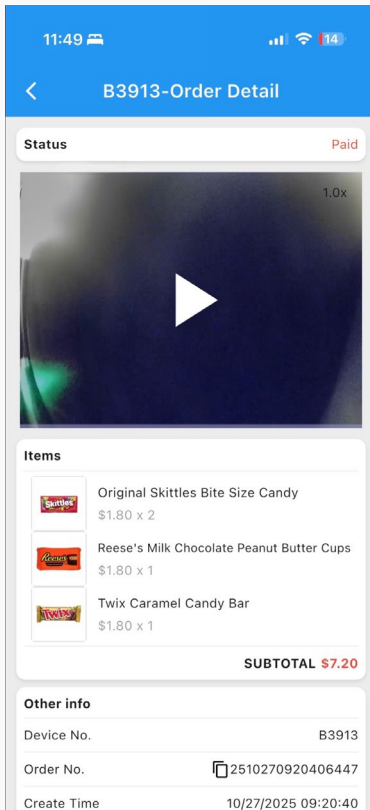 11:49
14
B3913-Order Detail
Status
Paid
1.0x
Items
Skittles
Original Skittles Bite Size Candy
$1.80 x 2
Reese's
Reese's Milk Chocolate Peanut Butter Cups
$1.80 x 1
TWIX
Twix Caramel Candy Bar
$1.80 x 1
SUBTOTAL $7.20
Other info
Device No.
B3913
Order No.
2510270920406447
Create Time
10/27/2025 09:20:40